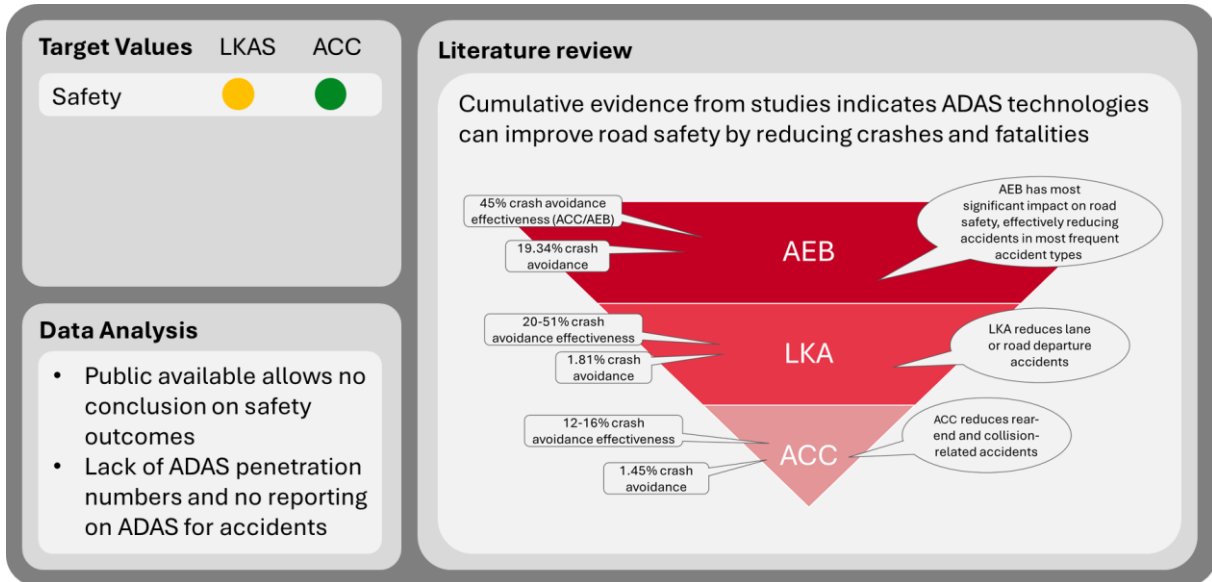 Target Values LKAS ACC
Safety
Data Analysis
• Public available allows no
conclusion on safety
outcomes
• Lack of ADAS penetration
numbers and no reporting
on ADAS for accidents
Literature review
Cumulative evidence from studies indicates ADAS technologies
can improve road safety by reducing crashes and fatalities
45% crash avoidance
effectiveness (ACC/AEB)
19.34% crash
avoidance
AEB
AEB has most
significant impact on road
safety, effectively reducing
accidents in most frequent
accident types
20-51% crash
avoidance effectiveness
1.81% crash
avoidance
LKA
LKA reduces lane
or road departure
accidents
12-16% crash
avoidance effectiveness
1.45% crash
avoidance
ACC
ACC reduces rear-
end and collision-
related accidents